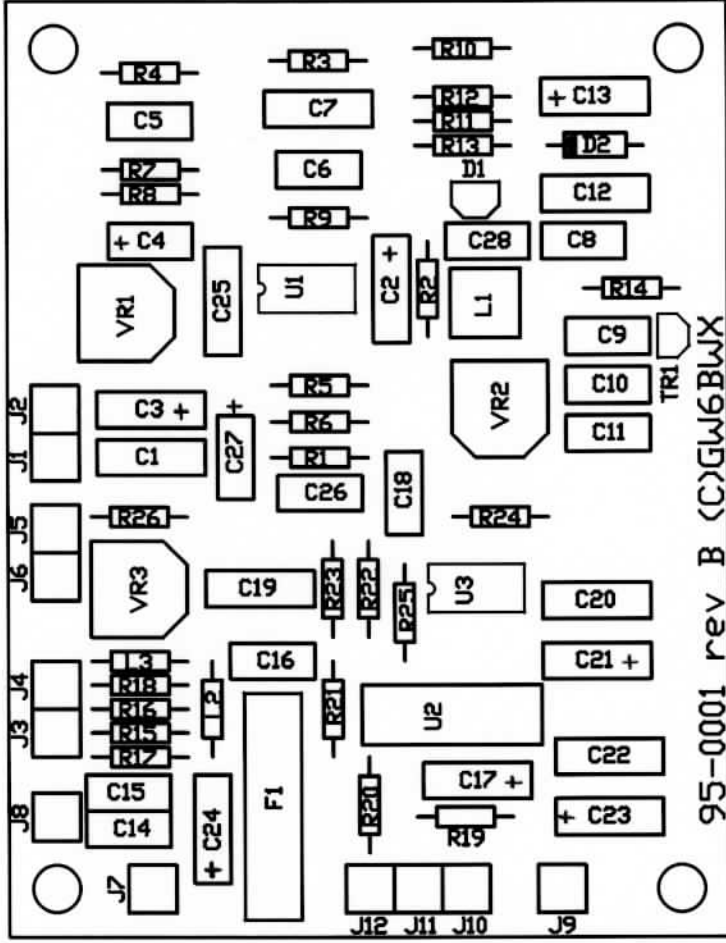 R4
R3
R10
C5
C7
R12
+ C13
R11
R13
D2
R7
R8
C6
D1
C12
R9
+ C4
C28
C8
VR1
C25
U1
C2 +
R2
L1
R14
C9
TR1
J2
C3 +
R5
VR2
C10
J1
C1
C27 +
R6
C11
R1
C26
C18
J5
R26
R24
J6
VR3
C19
R23
R22
R25
U3
C20
J4
L3
C16
C21 +
R18
L2
R21
J3
R16
U2
R15
R17
C22
J8
C15
C14
+ C24
F1
R20
C17 +
R19
+ C23
J7
J12
J11
J10
J9
95-0001 rev B (C)GW6BWX